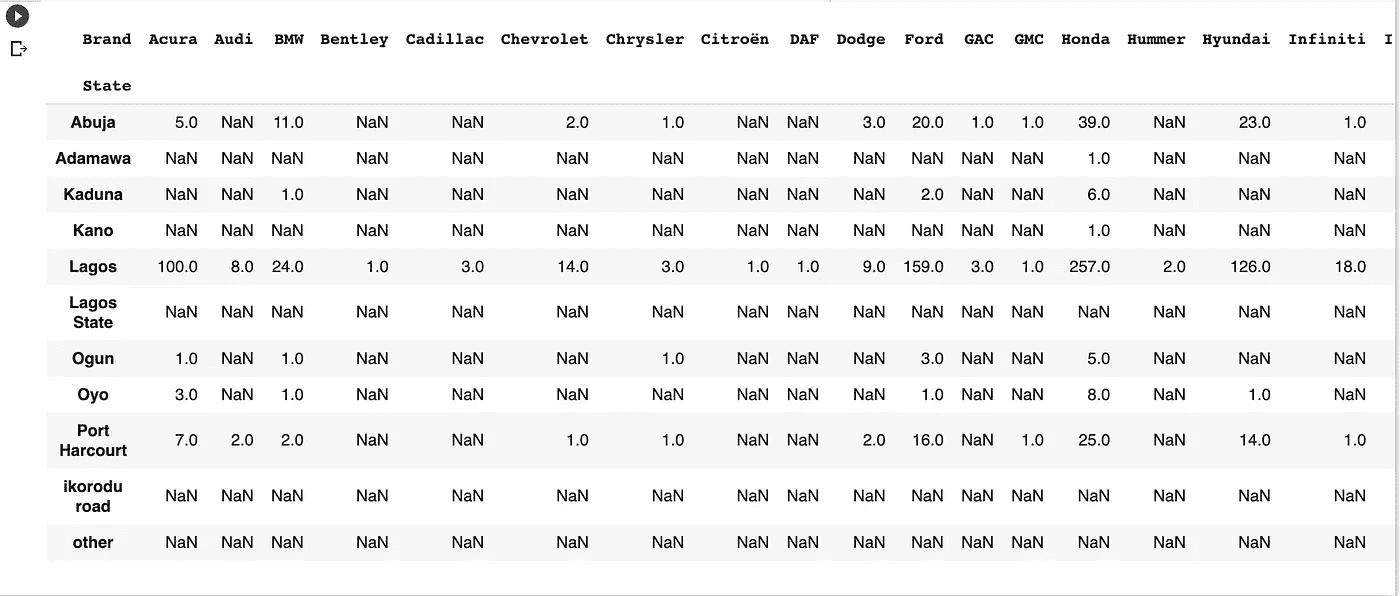 Brand Acura Audi BMW Bentley Cadillac Chevrolet Chrysler Citroën DAF Dodge Ford GAC GMC Honda Hummer Hyundai Infiniti I
State
Abuja 5.0 NaN 11.0 NaN NaN 2.0 1.0 NaN NaN 3.0 20.0 1.0 1.0 39.0 NaN 23.0 1.0
Adamawa NaN NaN NaN NaN NaN NaN NaN NaN NaN NaN NaN NaN NaN 1.0 NaN NaN NaN
Kaduna NaN NaN 1.0 NaN NaN NaN NaN NaN NaN NaN 2.0 NaN NaN 6.0 NaN NaN NaN
Kano NaN NaN NaN NaN NaN NaN NaN NaN NaN NaN NaN NaN NaN 1.0 NaN NaN NaN
Lagos 100.0 8.0 24.0 1.0 3.0 14.0 3.0 1.0 1.0 9.0 159.0 3.0 1.0 257.0 2.0 126.0 18.0
Lagos
State NaN NaN NaN NaN NaN NaN NaN NaN NaN NaN NaN NaN NaN NaN NaN NaN NaN
Ogun 1.0 NaN 1.0 NaN NaN NaN 1.0 NaN NaN NaN 3.0 NaN NaN 5.0 NaN NaN NaN
Oyo 3.0 NaN 1.0 NaN NaN NaN NaN NaN NaN NaN 1.0 NaN NaN 8.0 NaN 1.0 NaN
Port
Harcourt 7.0 2.0 2.0 NaN NaN 1.0 1.0 NaN NaN 2.0 16.0 NaN 1.0 25.0 NaN 14.0 1.0
ikorodu
road NaN NaN NaN NaN NaN NaN NaN NaN NaN NaN NaN NaN NaN NaN NaN NaN NaN
other NaN NaN NaN NaN NaN NaN NaN NaN NaN NaN NaN NaN NaN NaN NaN NaN NaN